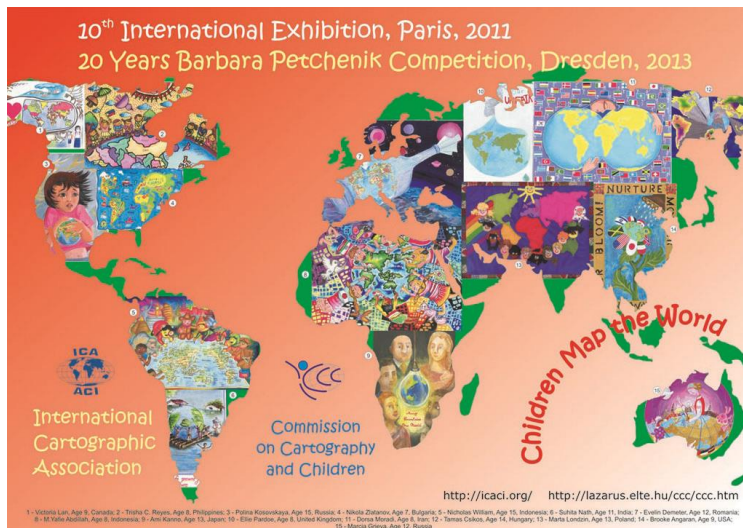 10th International Exhibition, Paris, 2011
20 Years Barbara Petchenik Competition, Dresden, 2013
NURTURE
BLOOM!
Children Map the World
ICA
ACI
CCC
International
Cartographic
Association
Commission
on Cartography
and Children
http://icaci.org/ http://lazarus.elte.hu/ccc/ccc.htm
1 - Victoria Lan, Age 9, Canada; 2 - Trisha C. Reyes, Age 8, Philippines; 3 - Polina Kosovskaya, Age 15, Russia; 4 - Nikola Zlatanov, Age 7, Bulgaria; 5 - Nicholas William, Age 15, Indonesia; 6 - Suhita Nath, Age 11, India; 7 - Evelin Demeter, Age 12, Romania;
8 - M.Yafie Abdillah, Age 6, Indonesia; 9 - Ami Kanno, Age 13, Japan; 10 - Ellie Pardoe, Age 8, United Kingdom; 11 - Dorsa Moradi, Age 8, Iran; 12 - Tamas Csikos, Age 14, Hungary; 13 - Marta Londzin, Age 13, Poland; 14 - Brooke Angaran, Age 9, USA;
15 - Marcia Grieva, Age 12, Russia